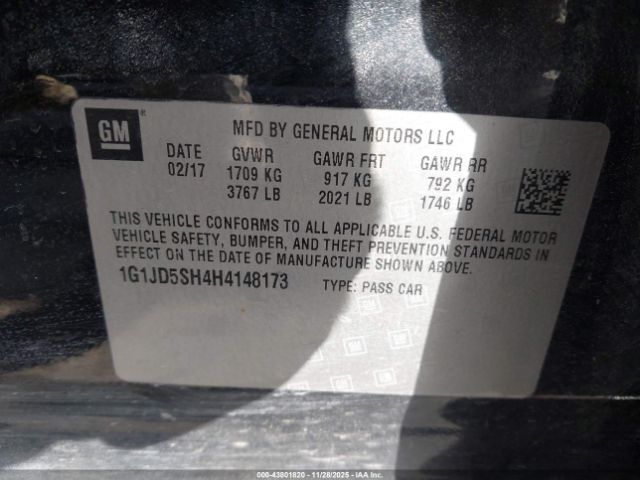 GM ®
MFD BY GENERAL MOTORS LLC
DATE GVWR GAWR FRT GAWR RR
02/17 1709 KG 917 KG 792 KG
3767 LB 2021 LB 1746 LB
THIS VEHICLE CONFORMS TO ALL APPLICABLE U.S. FEDERAL MOTOR
VEHICLE SAFETY, BUMPER, AND THEFT PREVENTION STANDARDS IN
EFFECT ON THE DATE OF MANUFACTURE SHOWN ABOVE.
1G1JD5SH4H4148173 TYPE: PASS CAR
000-43801820 - 11/28/2025 - IAAI.COM